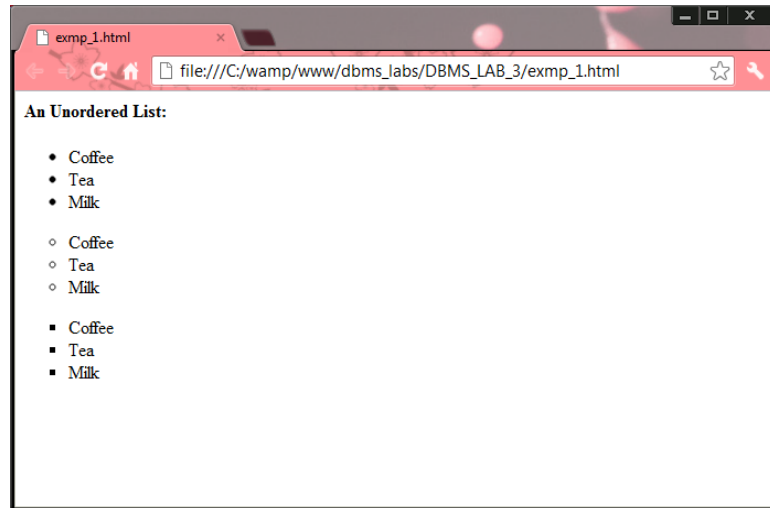 exmp_1.html
file:///C:/wamp/www/dbms_labs/DBMS_LAB_3/exmp_1.html
An Unordered List:
Coffee
Tea
Milk
Coffee
Tea
Milk
Coffee
Tea
Milk